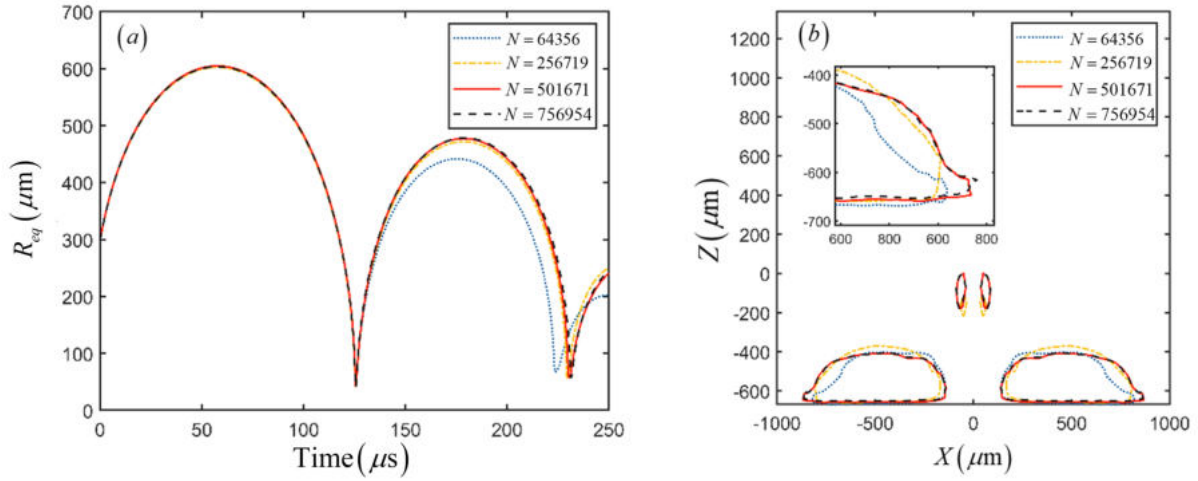 (a)
N = 64356
N = 256719
N = 501671
N = 756954
700
600
500
400
300
200
100
0
R_eq (μm)
0
50
100
150
200
250
Time(μs)
(b)
N = 64356
N = 256719
N = 501671
N = 756954
-400
-500
-600
-700
600
800
600
800
1200
1000
800
600
400
200
0
-200
-400
-600
Z(μm)
-1000
-500
0
500
1000
X(μm)